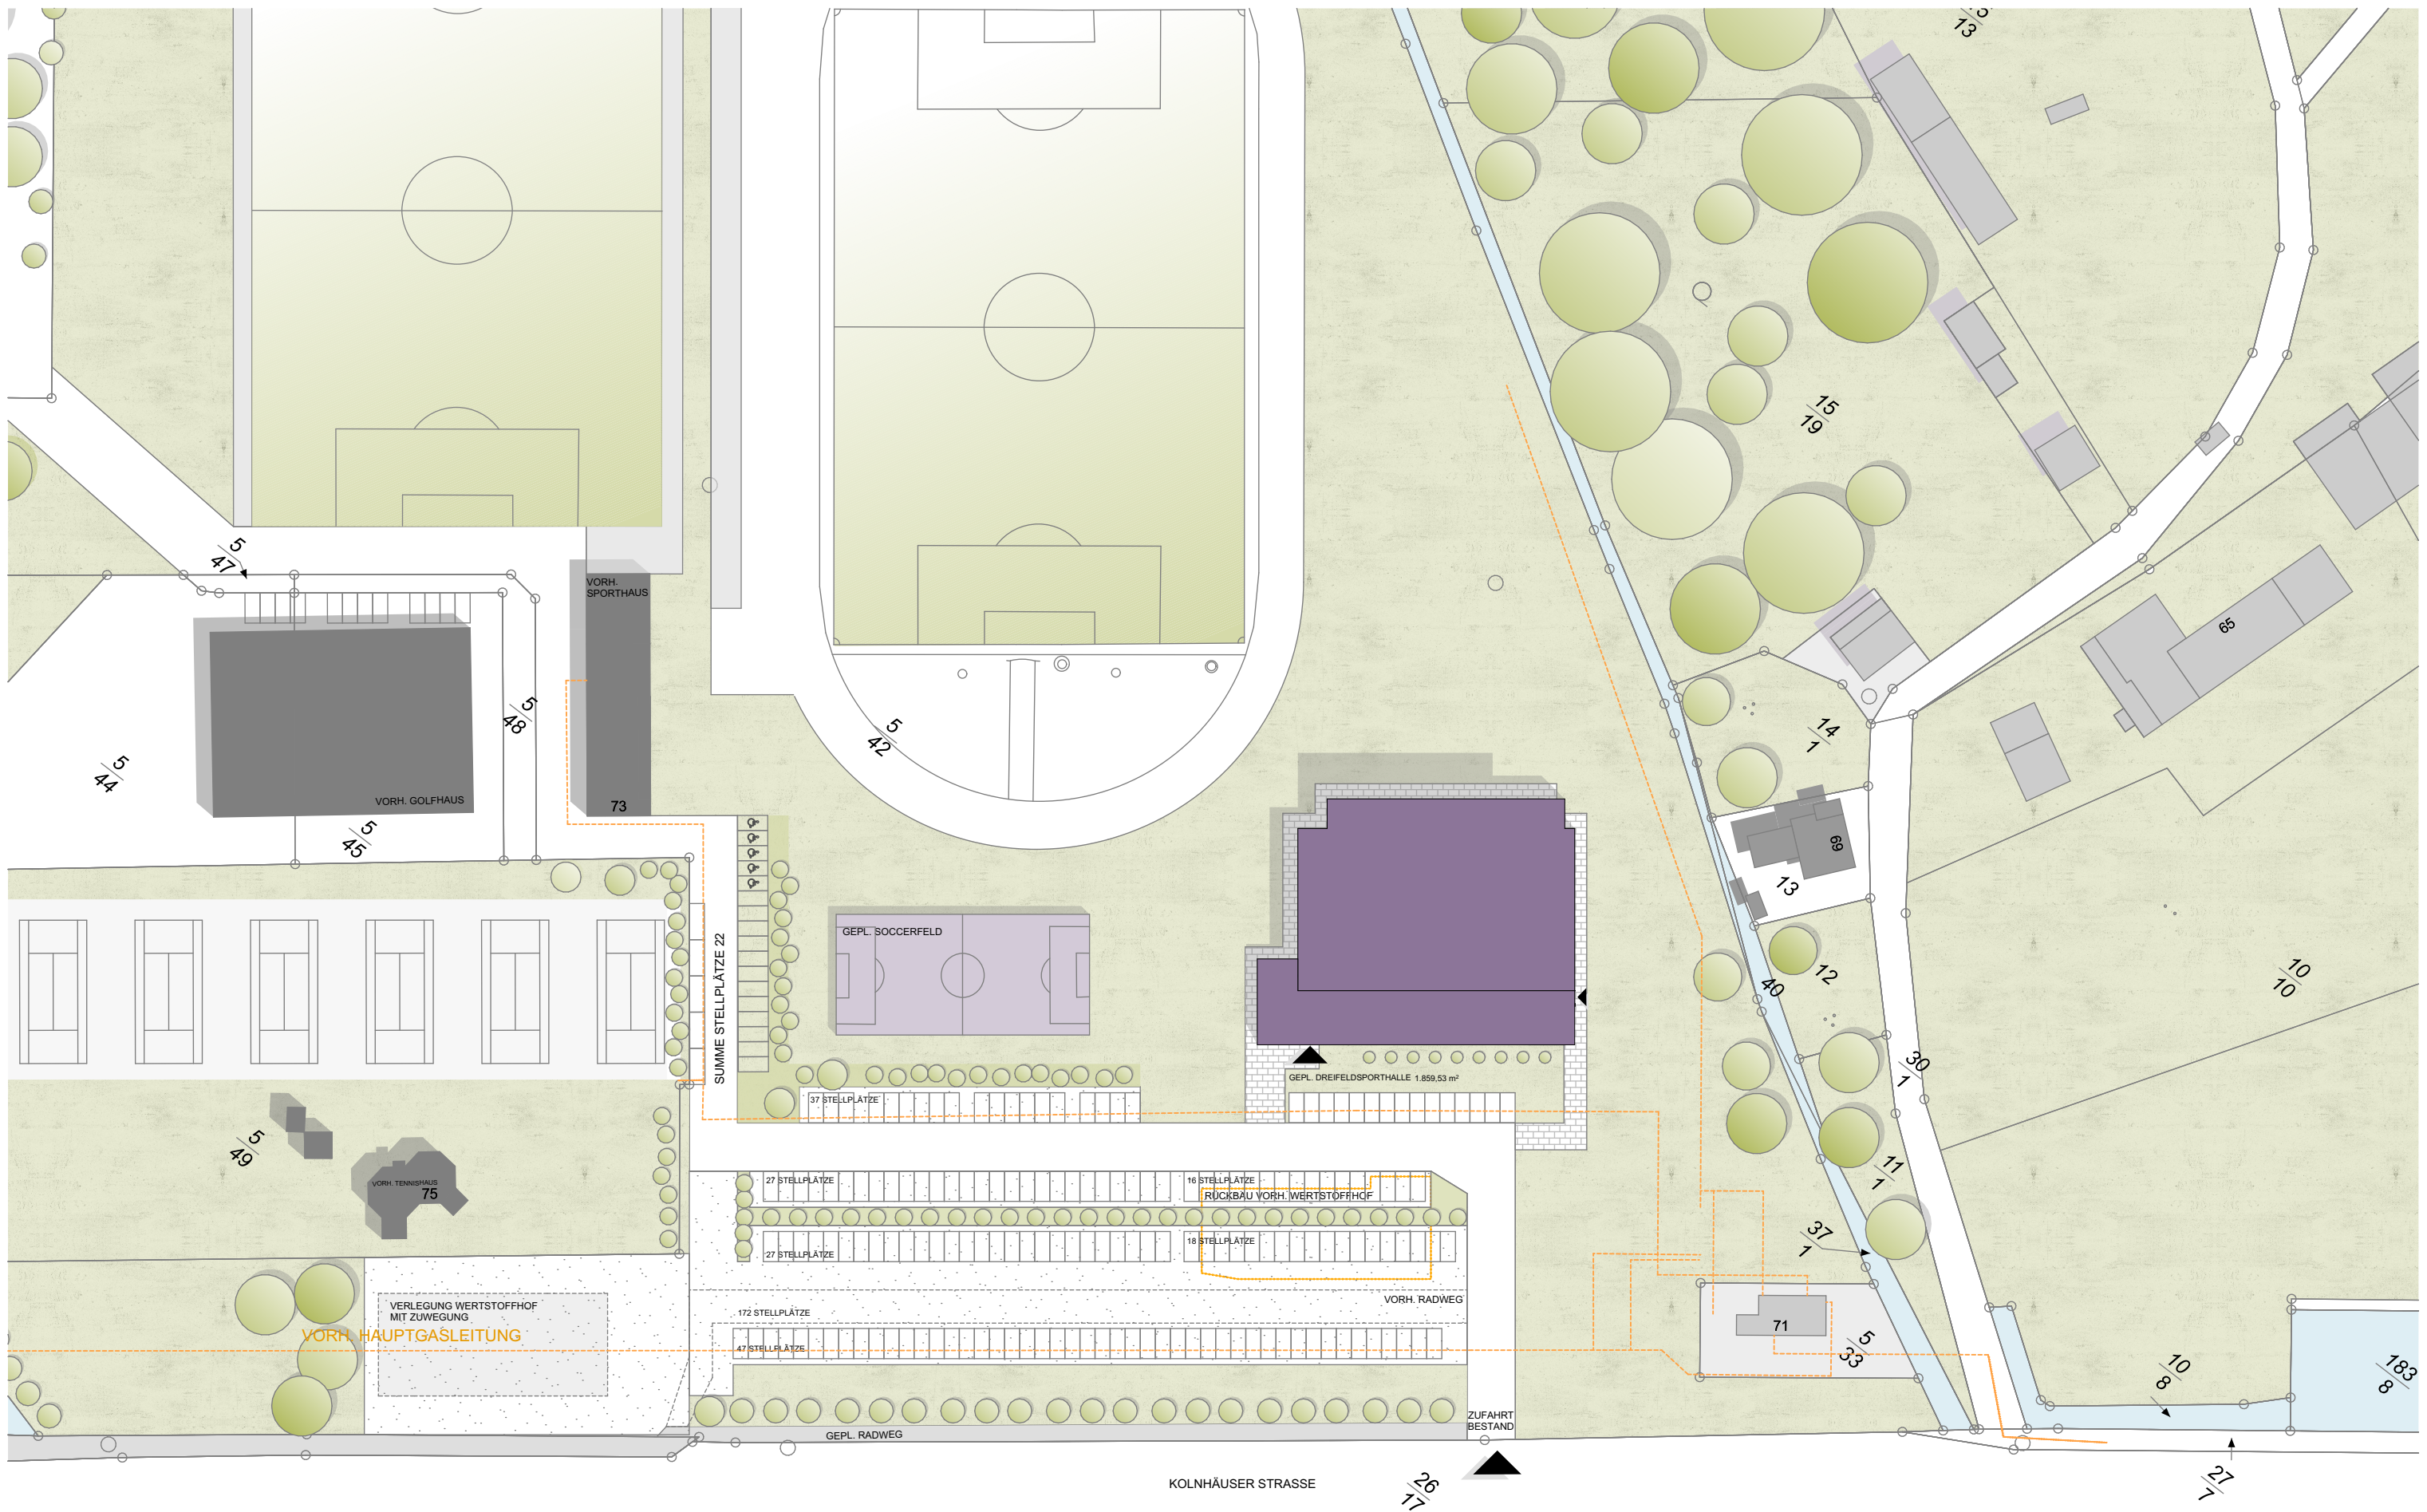 15
13
15
19
5
47
VORH.
SPORTHAUS
65
5
48
5
42
14
1
5
44
VORH. GOLFHAUS
73
5
45
69
13
GEPL. SOCCERFELD
SUMME STELLPLÄTZE 22
12
40
10
10
GEPL. DREIFELDSPORTHALLE 1.859,53 m²
30
1
37 STELLPLÄTZE
5
49
VORH. TENNISHAUS
75
27 STELLPLÄTZE
16 STELLPLÄTZE
RÜCKBAU VORH. WERTSTOFFHOF
11
1
27 STELLPLÄTZE
18 STELLPLÄTZE
37
1
VERLEGUNG WERTSTOFFHOF
MIT ZUWEGUNG
VORH. RADWEG
172 STELLPLÄTZE
VORH. HAUPTGASLEITUNG
47 STELLPLÄTZE
71
5
33
10
8
183
8
ZUFAHRT
BESTAND
GEPL. RADWEG
KOLNHÄUSER STRASSE
26
17
27
7